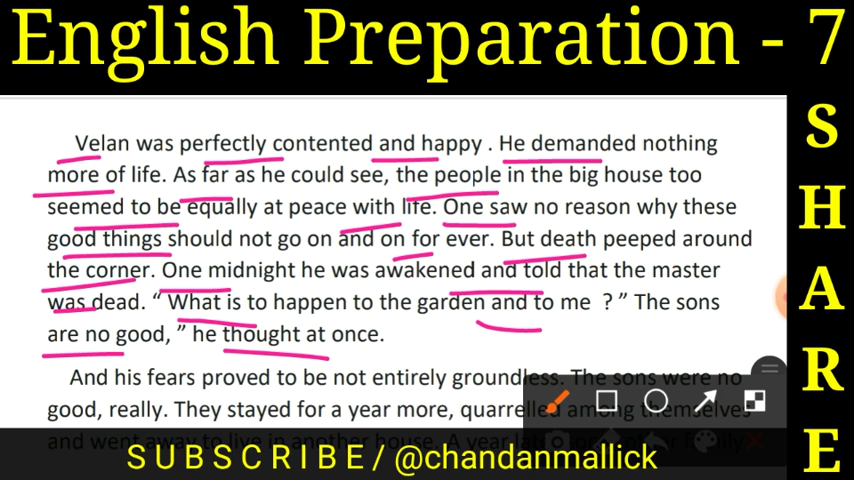 English Preparation - 7
Velan was perfectly contented and happy . He demanded nothing
more of life. As far as he could see, the people in the big house too
seemed to be equally at peace with life. One saw no reason why these
good things should not go on and on for ever. But death peeped around
the corner. One midnight he was awakened and told that the master
was dead. “ What is to happen to the garden and to me ? ” The sons
are no good, ” he thought at once.
And his fears proved to be not entirely groundless. The sons were no
good, really. They stayed for a year more, quarrelled among themselves
and went away to live in another house. A year
SUBSCRIBE/ @chandanmallick
SHARE